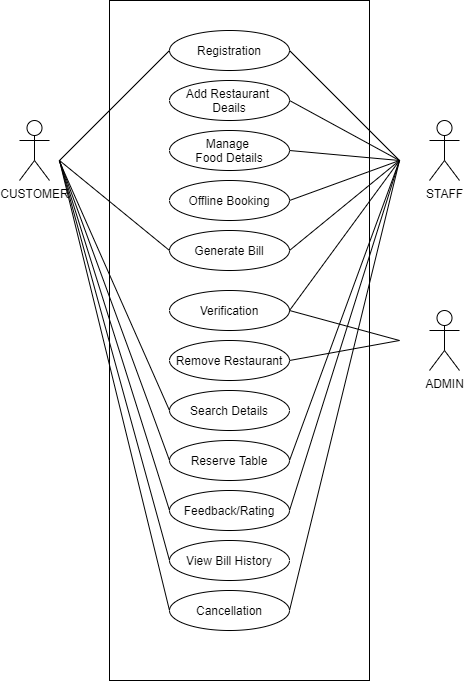 Registration
Add Restaurant
Deails
Manage
Food Details
CUSTOMER
Offline Booking
STAFF
Generate Bill
Verification
Remove Restaurant
ADMIN
Search Details
Reserve Table
Feedback/Rating
View Bill History
Cancellation